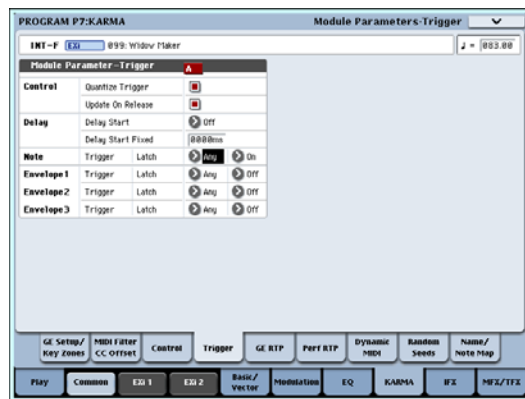 PROGRAM P7:KARMA Module Parameters-Trigger
INT-F EXi 099: Widow Maker ♩= 083.00
Module Parameter-Trigger A
Control Quantize Trigger
Update On Release
Delay Delay Start Off
Delay Start Fixed 0000ms
Note Trigger Latch Any On
Envelope1 Trigger Latch Any Off
Envelope2 Trigger Latch Any Off
Envelope3 Trigger Latch Any Off
GE Setup/ Key Zones MIDI Filter CC Offset Control Trigger GE RTP Perf RTP Dynamic MIDI Random Seeds Name/ Note Map
Play Common EXi 1 EXi 2 Basic/ Vector Modulation EQ KARMA IFX MFX/TFX